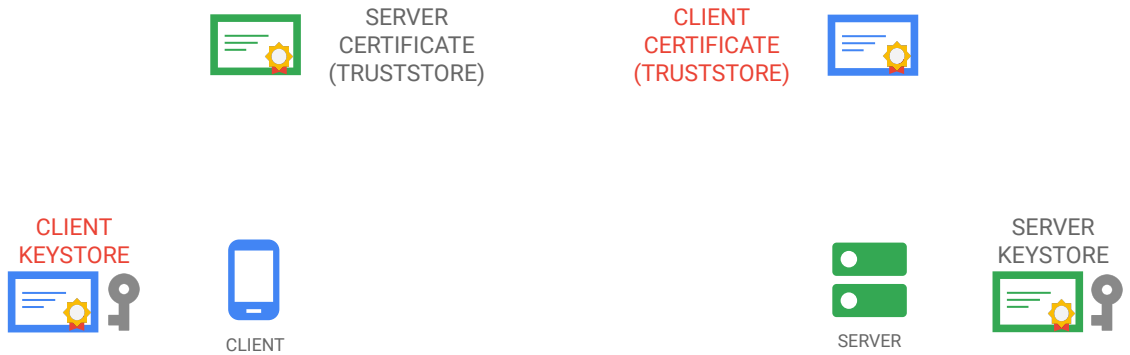 SERVER
CERTIFICATE
(TRUSTSTORE)
CLIENT
CERTIFICATE
(TRUSTSTORE)
CLIENT
KEYSTORE
SERVER
KEYSTORE
CLIENT
SERVER